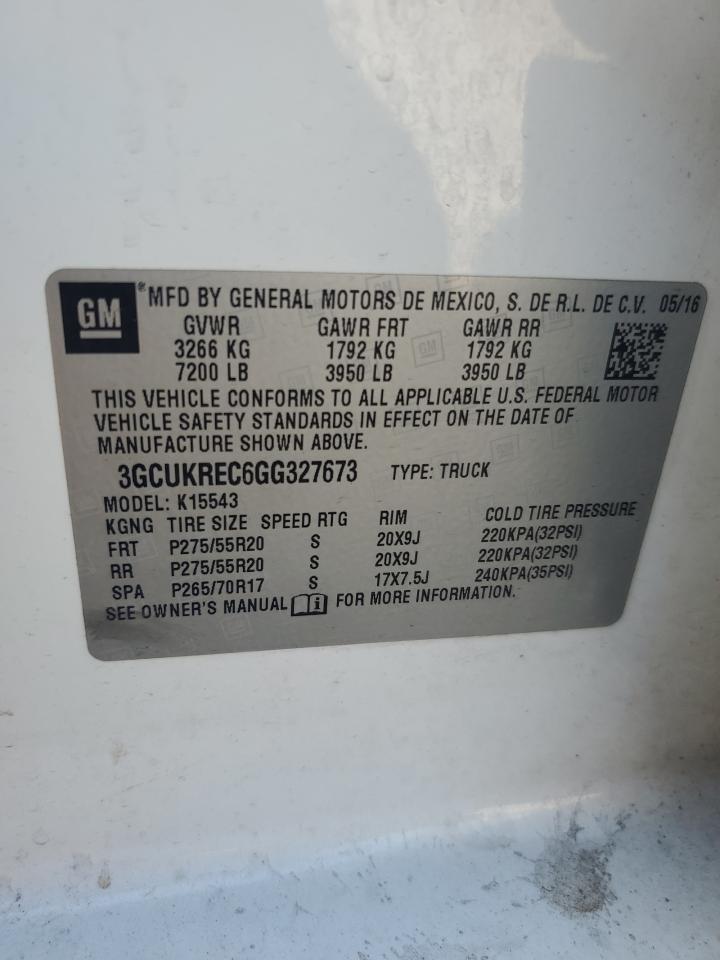 GM ® MFD BY GENERAL MOTORS DE MEXICO, S. DE R.L. DE C.V. 05/16
GVWR GAWR FRT GAWR RR
3266 KG 1792 KG 1792 KG
7200 LB 3950 LB 3950 LB
THIS VEHICLE CONFORMS TO ALL APPLICABLE U.S. FEDERAL MOTOR
VEHICLE SAFETY STANDARDS IN EFFECT ON THE DATE OF
MANUFACTURE SHOWN ABOVE.
3GCUKREC6GG327673 TYPE: TRUCK
MODEL: K15543
KGNG TIRE SIZE SPEED RTG RIM COLD TIRE PRESSURE
FRT P275/55R20 S 20X9J 220KPA(32PSI)
RR P275/55R20 S 20X9J 220KPA(32PSI)
SPA P265/70R17 S 17X7.5J 240KPA(35PSI)
SEE OWNER'S MANUAL i FOR MORE INFORMATION.